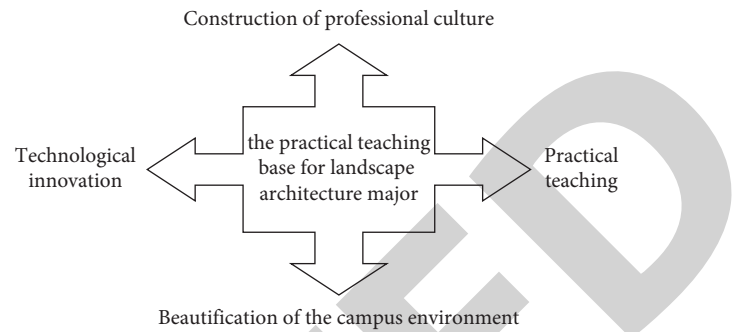 Construction of professional culture
Technological
innovation
the practical teaching
base for landscape
architecture major
Practical
teaching
Beautification of the campus environment